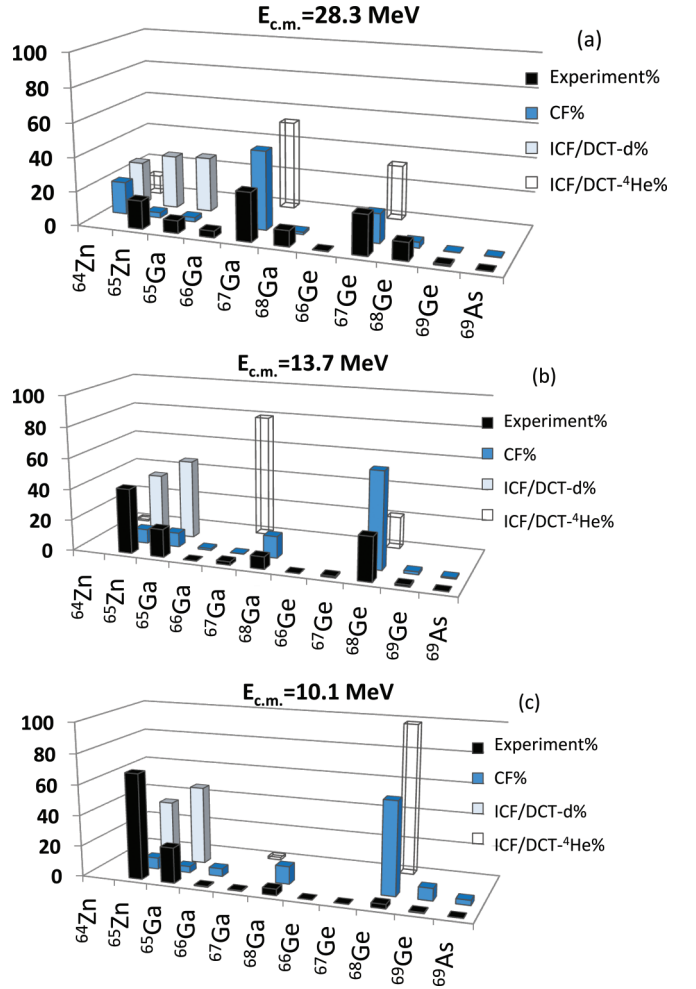 E_c.m.=28.3 MeV
(a)
100
80
60
40
20
0
Experiment%
CF%
ICF/DCT-d%
ICF/DCT-⁴He%
⁶⁴Zn
⁶⁵Zn
⁶⁵Ga
⁶⁶Ga
⁶⁷Ga
⁶⁸Ga
⁶⁶Ge
⁶⁷Ge
⁶⁸Ge
⁶⁹Ge
⁶⁹As
E_c.m.=13.7 MeV
(b)
100
80
60
40
20
0
Experiment%
CF%
ICF/DCT-d%
ICF/DCT-⁴He%
⁶⁴Zn
⁶⁵Zn
⁶⁵Ga
⁶⁶Ga
⁶⁷Ga
⁶⁸Ga
⁶⁶Ge
⁶⁷Ge
⁶⁸Ge
⁶⁹Ge
⁶⁹As
E_c.m.=10.1 MeV
(c)
100
80
60
40
20
0
Experiment%
CF%
ICF/DCT-d%
ICF/DCT-⁴He%
⁶⁴Zn
⁶⁵Zn
⁶⁵Ga
⁶⁶Ga
⁶⁷Ga
⁶⁸Ga
⁶⁶Ge
⁶⁷Ge
⁶⁸Ge
⁶⁹Ge
⁶⁹As